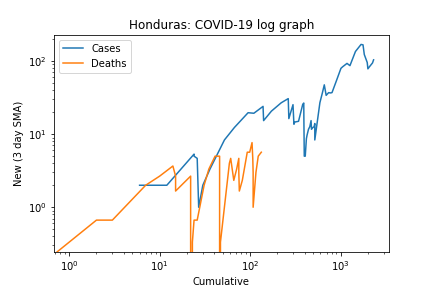 Honduras: COVID-19 log graph
Cases
Deaths
New (3 day SMA)
10²
10¹
10⁰
10⁰ 10¹ 10² 10³
Cumulative